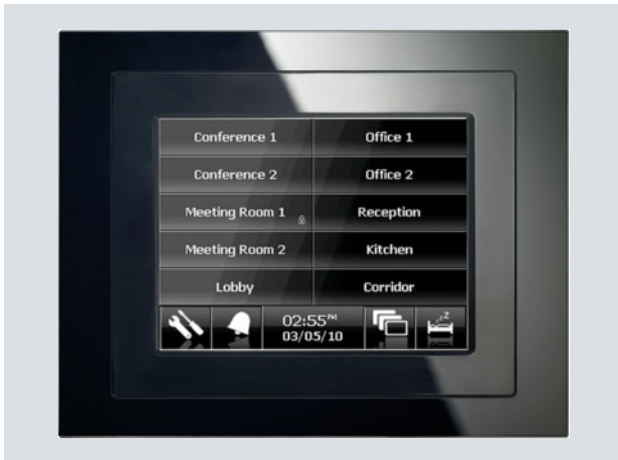 Conference 1 Office 1
Conference 2 Office 2
Meeting Room 1 Reception
Meeting Room 2 Kitchen
Lobby Corridor
02:55PM
03/05/10
z z Z